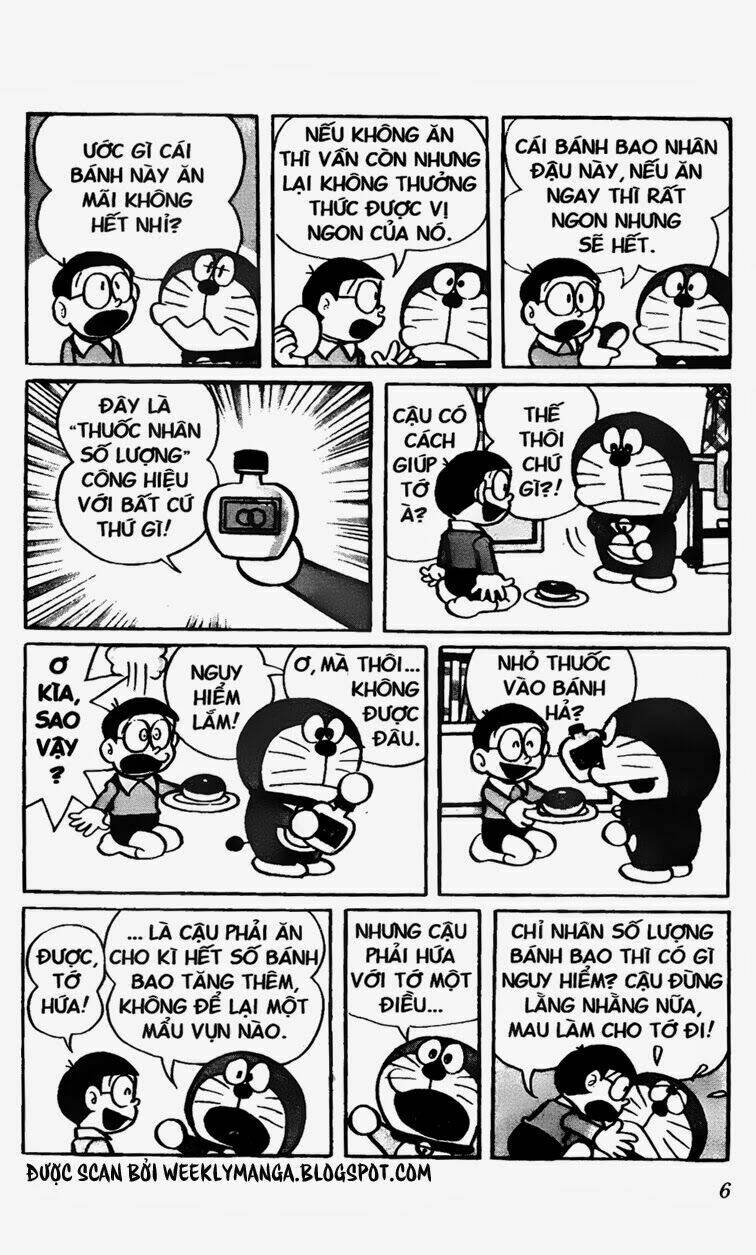 CÁI BÁNH BAO NHÂN
ĐẬU NÀY, NẾU ĂN
NGAY THÌ RẤT
NGON NHƯNG
SẼ HẾT.
NẾU KHÔNG ĂN
THÌ VẪN CÒN NHƯNG
LẠI KHÔNG THƯỞNG
THỨC ĐƯỢC VỊ
NGON CỦA NÓ.
ƯỚC GÌ CÁI
BÁNH NÀY ĂN
MÃI KHÔNG
HẾT NHỈ?
THẾ
THÔI
CHỨ
GÌ?!
CẬU CÓ
CÁCH
GIÚP
TỚ
À?
ĐÂY LÀ
"THUỐC NHÂN
SỐ LƯỢNG"
CÔNG HIỆU
VỚI BẤT CỨ
THỨ GÌ!
NHỎ THUỐC
VÀO BÁNH
HẢ?
Ơ, MÀ THÔI...
KHÔNG
ĐƯỢC
ĐÂU.
NGUY
HIỂM
LẮM!
Ơ
KÌA,
SAO
VẬY
?
CHỈ NHÂN SỐ LƯỢNG
BÁNH BAO THÌ CÓ GÌ
NGUY HIỂM? CẬU ĐỪNG
LẰNG NHẰNG NỮA,
MAU LÀM CHO TỚ ĐI!
NHƯNG CẬU
PHẢI HỨA
VỚI TỚ MỘT
ĐIỀU...
... LÀ CẬU PHẢI ĂN
CHO KÌ HẾT SỐ BÁNH
BAO TĂNG THÊM,
KHÔNG ĐỂ LẠI MỘT
MẨU VỤN NÀO.
ĐƯỢC,
TỚ
HỨA!
ĐƯỢC SCAN BỞI WEEKLYMANGA.BLOGSPOT.COM
6